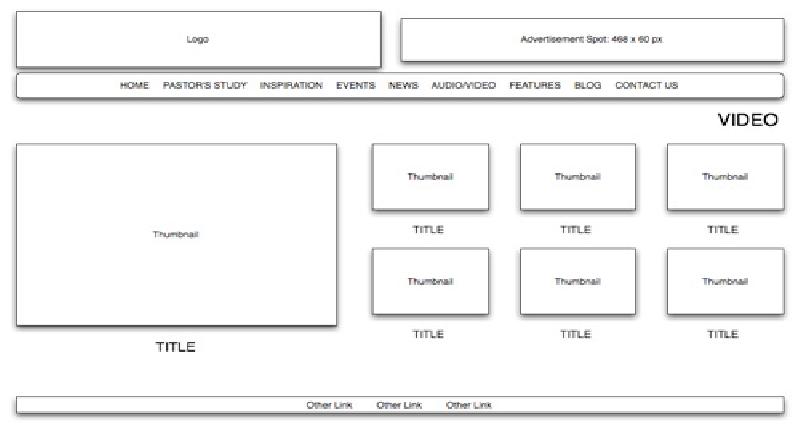 Logo
Advertisement Spot: 468 x 60 px
HOME PASTOR'S STUDY INSPIRATION EVENTS NEWS AUDIO/VIDEO FEATURES BLOG CONTACT US
VIDEO
Thumbnail
TITLE
Thumbnail Thumbnail Thumbnail
TITLE TITLE TITLE
Thumbnail Thumbnail Thumbnail
TITLE TITLE TITLE
Other Link Other Link Other Link